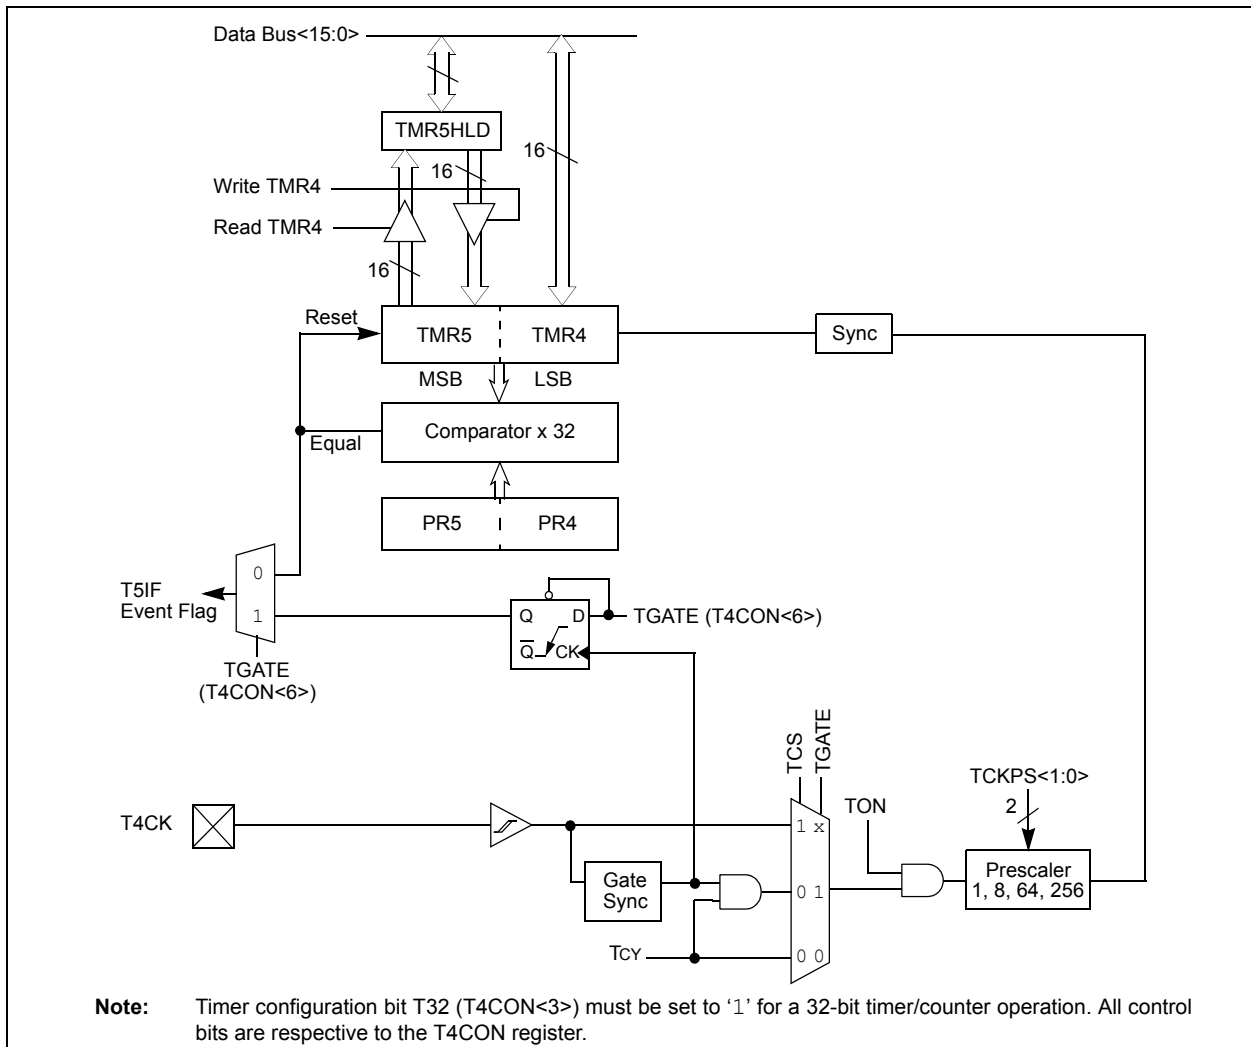 Data Bus<15:0>
TMR5HLD
16
16
Write TMR4
Read TMR4
16
Reset
TMR5
TMR4
Sync
MSB
LSB
Equal
Comparator x 32
PR5
PR4
0
T5IF
Event Flag
1
Q
D
TGATE (T4CON<6>)
Q̅
CK
TGATE
(T4CON<6>)
TCS
TGATE
TCKPS<1:0>
2
TON
T4CK
1 x
Gate
Sync
0 1
Prescaler
1, 8, 64, 256
TCY
0 0
Note: Timer configuration bit T32 (T4CON<3>) must be set to ‘1’ for a 32-bit timer/counter operation. All control
bits are respective to the T4CON register.